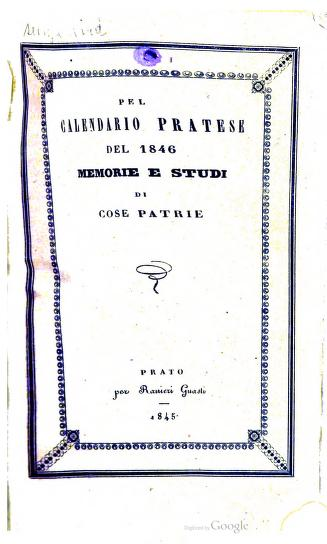 I
PEL
CALENDARIO PRATESE
DEL 1846
MEMORIE E STUDI
DI
COSE PATRIE
PRATO
per Ranieri Guasti
1845
Digitized by Google